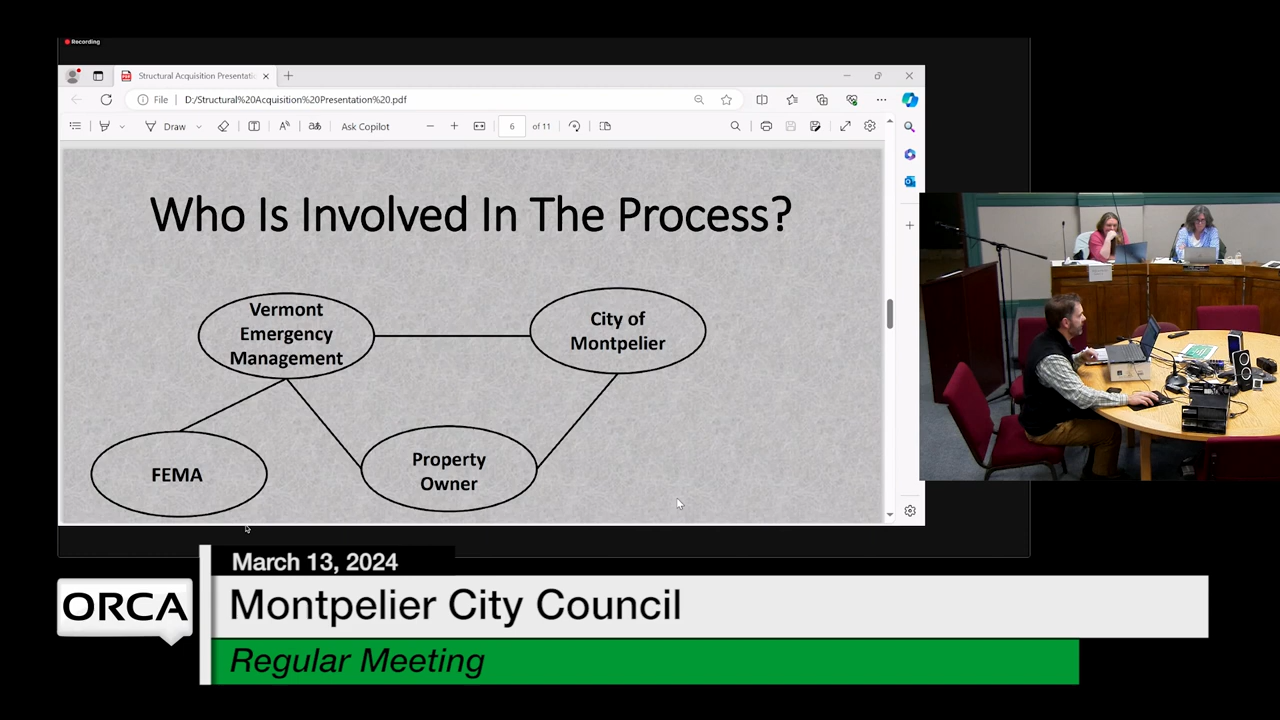 Recording
Structural Acquisition Presentatic
File
D:/Structural%20Acquisition%20Presentation%20.pdf
Draw
Ask Copilot
6
of 11
Who Is Involved In The Process?
Vermont
Emergency
Management
City of
Montpelier
FEMA
Property
Owner
March 13, 2024
ORCA
Montpelier City Council
Regular Meeting